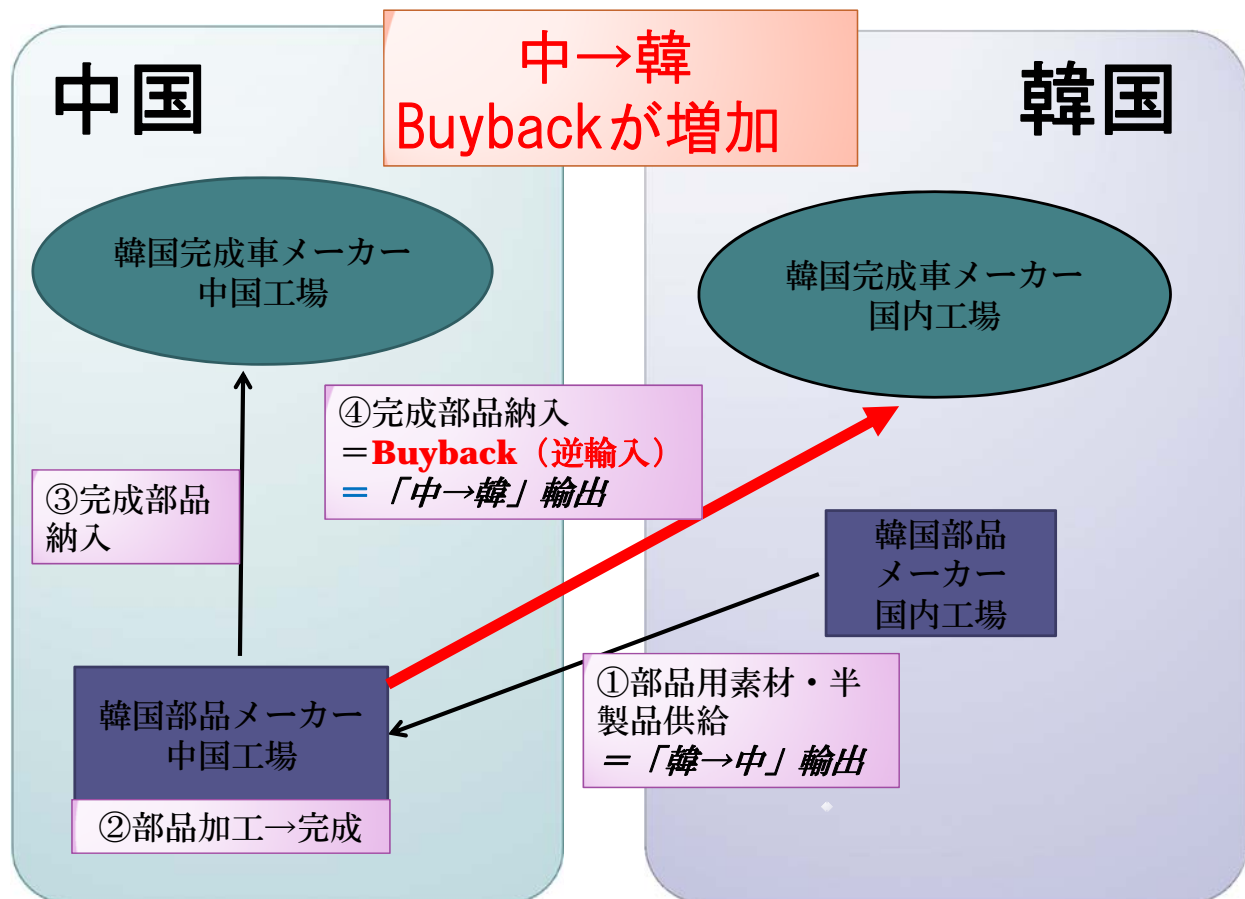 中→韓
Buybackが増加
中国
韓国
韓国完成車メーカー
中国工場
韓国完成車メーカー
国内工場
④完成部品納入
＝Buyback（逆輸入）
＝「中→韓」輸出
③完成部品
納入
韓国部品
メーカー
国内工場
①部品用素材・半
製品供給
＝「韓→中」輸出
韓国部品メーカー
中国工場
②部品加工→完成